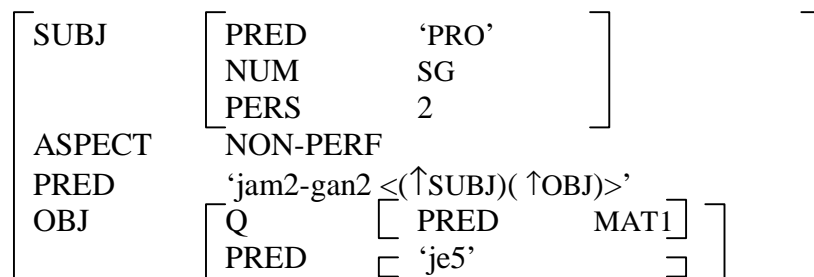 SUBJ PRED ‘PRO’
NUM SG
PERS 2
ASPECT NON-PERF
PRED ‘jam2-gan2 <(↑SUBJ)( ↑OBJ)>’
OBJ Q PRED MAT1
PRED ‘je5’